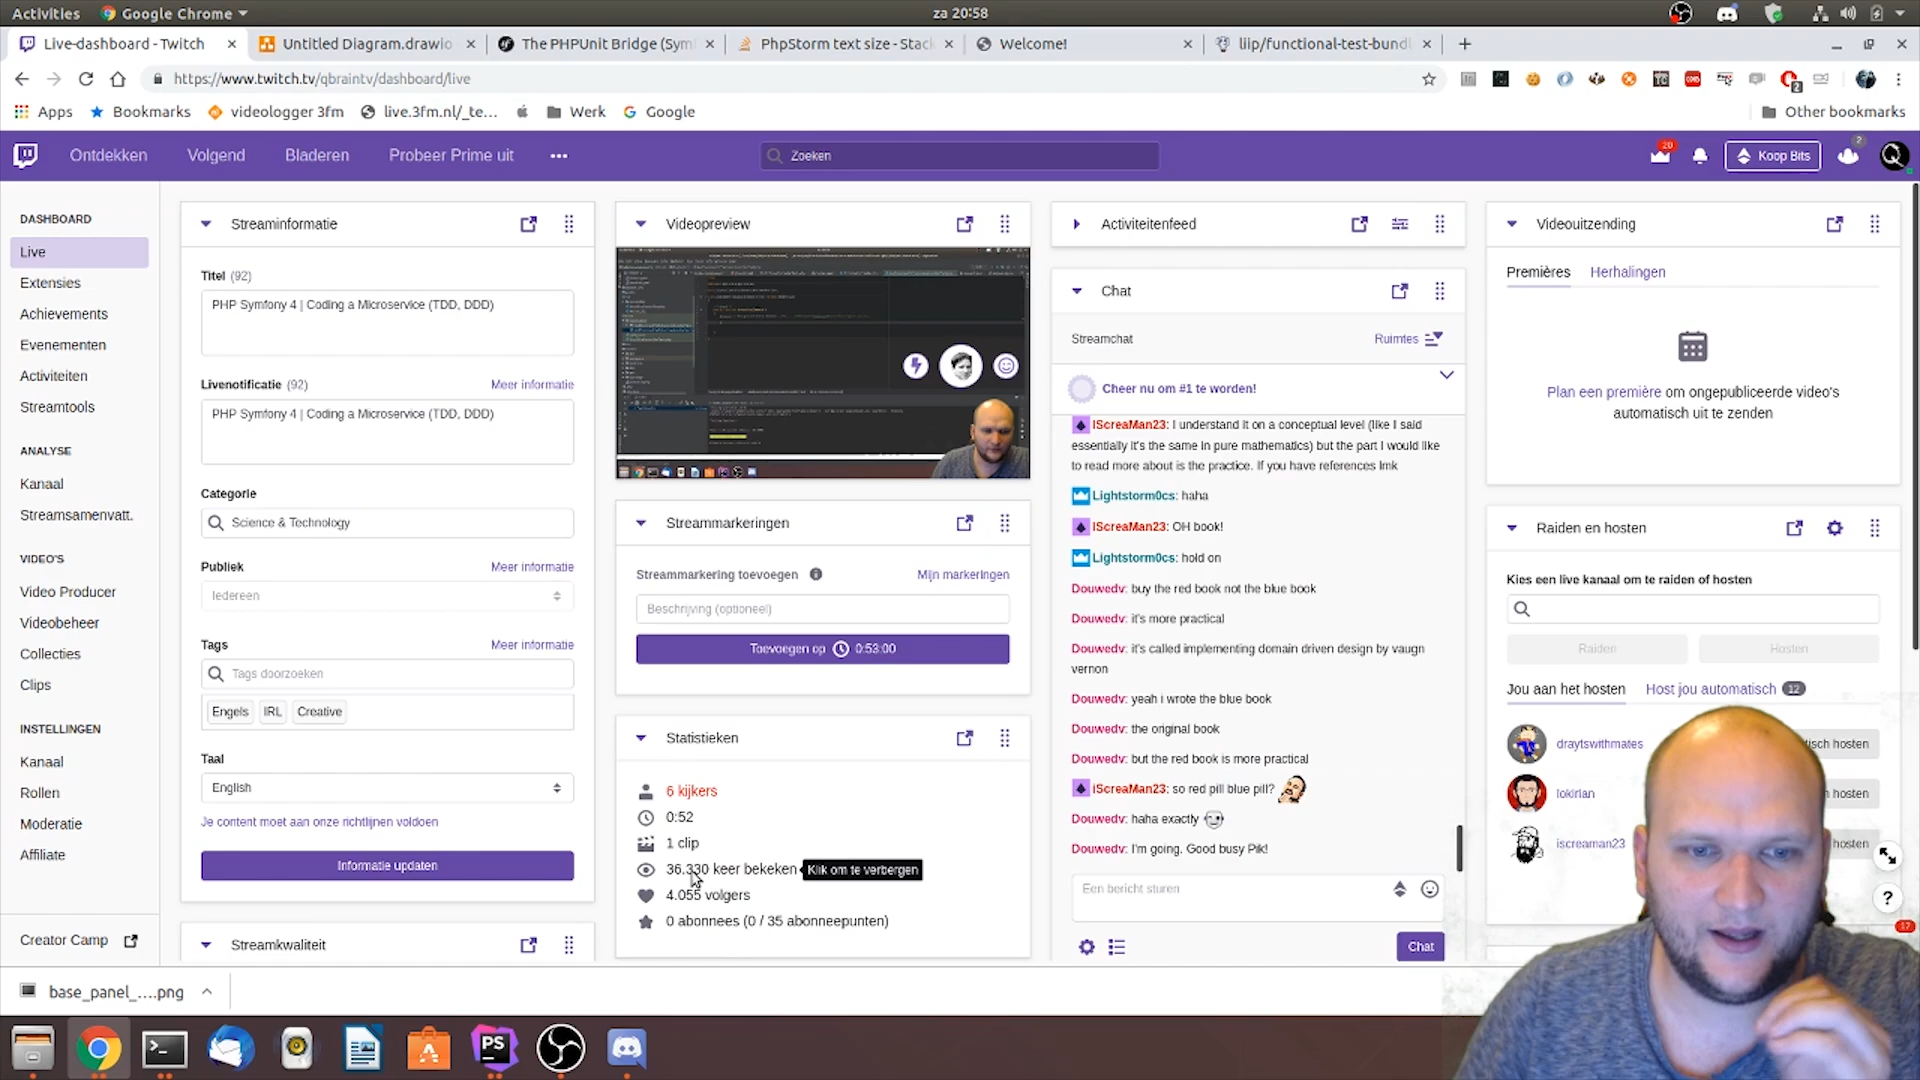 Activities
Google Chrome
za 20:58
Live-dashboard - Twitch
Untitled Diagram.drawio
The PHPUnit Bridge (Sym
PhpStorm text size - Stack
Welcome!
liip/functional-test-bundl
https://www.twitch.tv/qbraintv/dashboard/live
2
Apps
Bookmarks
videologger 3fm
live.3fm.nl/_te...
Werk
Google
Other bookmarks
Ontdekken
Volgend
Bladeren
Probeer Prime uit
Zoeken
20
Koop Bits
?
DASHBOARD
Live
Extensies
Achievements
Evenementen
Activiteiten
Streamtools
ANALYSE
Kanaal
Streamsamenvatt.
VIDEO'S
Video Producer
Videobeheer
Collecties
Clips
INSTELLINGEN
Kanaal
Rollen
Moderatie
Affiliate
Creator Camp
Streaminformatie
Titel (92)
PHP Symfony 4 | Coding a Microservice (TDD, DDD)
Livenotificatie (92)
Meer informatie
PHP Symfony 4 | Coding a Microservice (TDD, DDD)
Categorie
Science & Technology
Publiek
Meer informatie
Iedereen
Tags
Meer informatie
Tags doorzoeken
Engels
IRL
Creative
Taal
English
Je content moet aan onze richtlijnen voldoen
Informatie updaten
Streamkwaliteit
Videopreview
Streammarkeringen
Streammarkering toevoegen
Mijn markeringen
Beschrijving (optioneel)
Toevoegen op 0:53:00
Statistieken
6 kijkers
0:52
1 clip
36.330 keer bekeken
Klik om te verbergen
4.055 volgers
0 abonnees (0 / 35 abonneepunten)
Activiteitenfeed
Chat
Streamchat
Ruimtes
Cheer nu om #1 te worden!
iScreaMan23: I understand it on a conceptual level (like I said
essentially it's the same in pure mathematics) but the part I would like
to read more about is the practice. If you have references lmk
Lightstorm0cs: haha
iScreaMan23: OH book!
Lightstorm0cs: hold on
Douwedv: buy the red book not the blue book
Douwedv: it's more practical
Douwedv: it's called implementing domain driven design by vaugn
vernon
Douwedv: yeah i wrote the blue book
Douwedv: the original book
Douwedv: but the red book is more practical
iScreaMan23: so red pill blue pill?
Douwedv: haha exactly
Douwedv: I'm going. Good busy Pik!
Een bericht sturen
Chat
Videouitzending
Premières
Herhalingen
Plan een première om ongepubliceerde video's
automatisch uit te zenden
Raiden en hosten
Kies een live kanaal om te raiden of hosten
Raiden
Hosten
Jou aan het hosten
Host jou automatisch 12
draytswithmates
tisch hosten
lokirlan
hosten
iscreaman23
hosten
?
17
base_panel_....png
PS